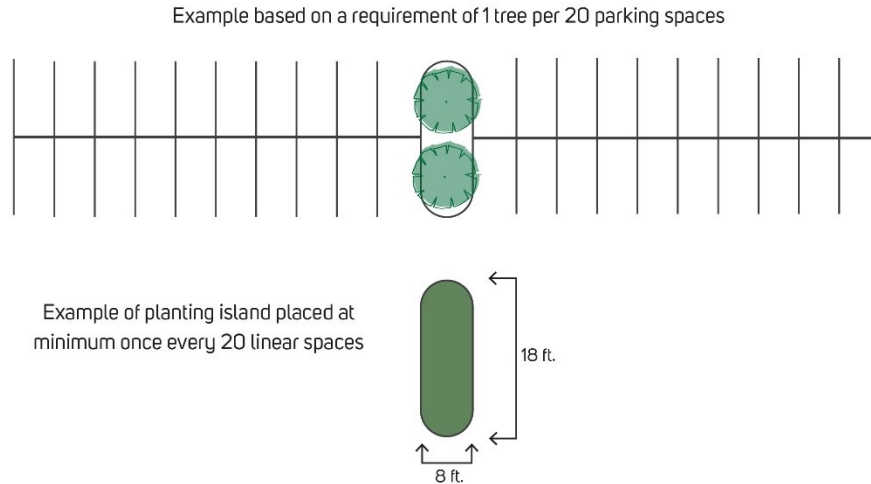 Example based on a requirement of 1 tree per 20 parking spaces
Example of planting island placed at
minimum once every 20 linear spaces
18 ft.
8 ft.